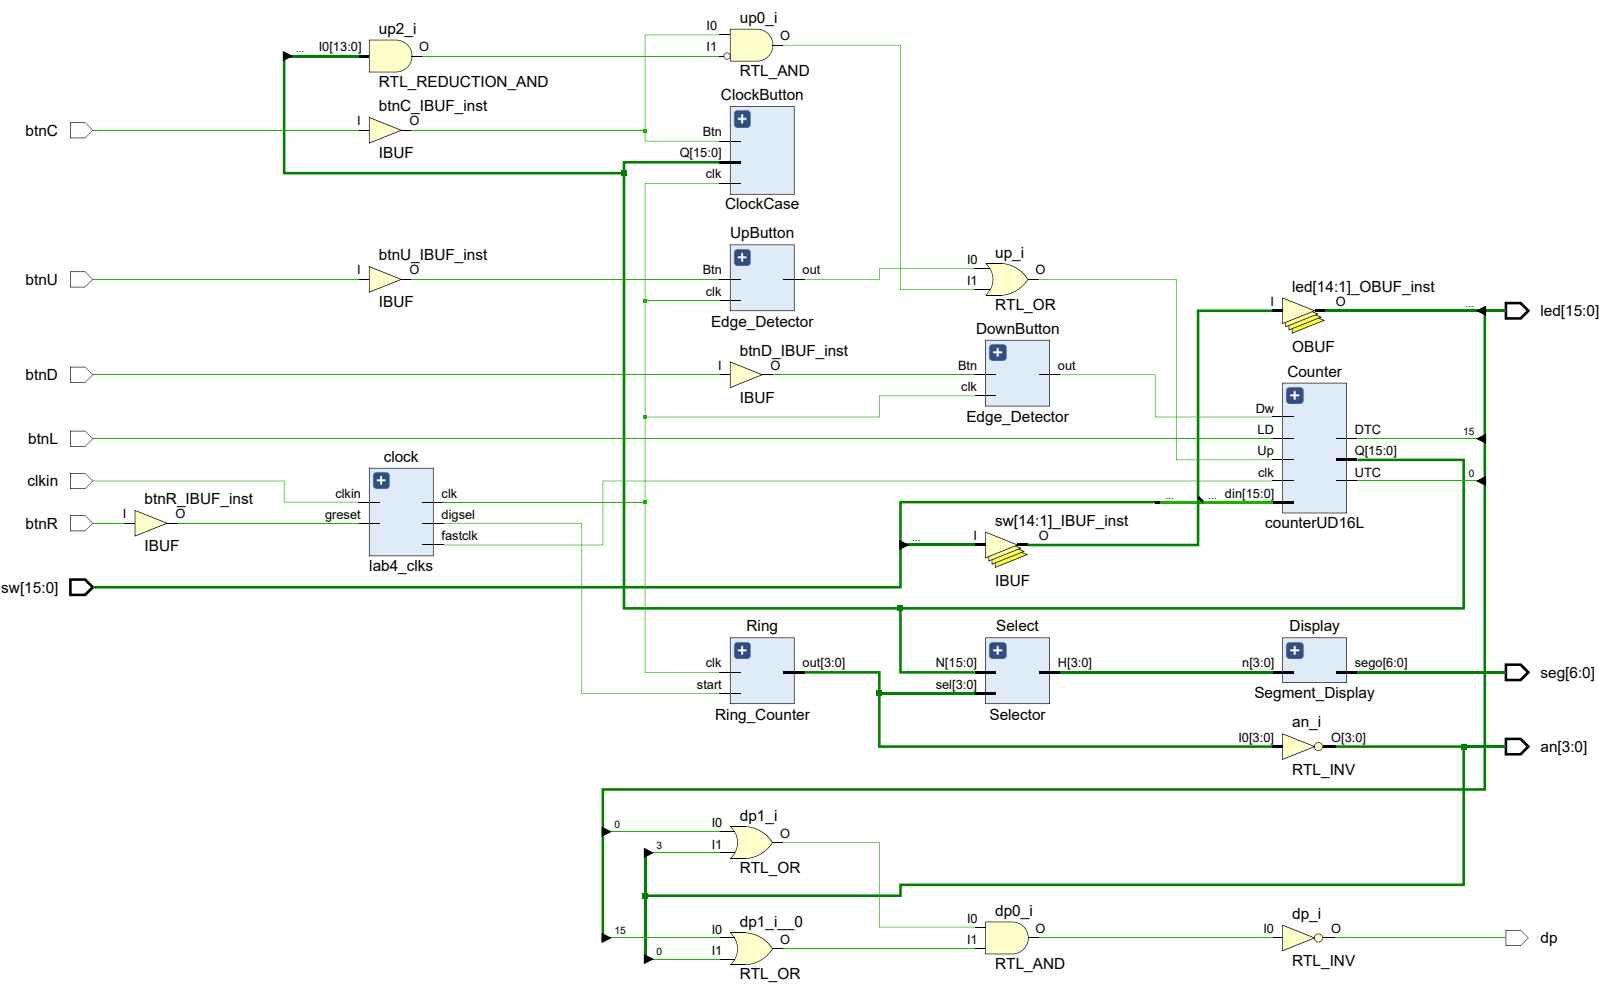 up2_i
I0[13:0]
O
...
RTL_REDUCTION_AND
up0_i
I0
I1
O
RTL_AND
btnC
btnC_IBUF_inst
I
O
IBUF
ClockButton
Btn
Q[15:0]
clk
ClockCase
btnU
btnU_IBUF_inst
I
O
IBUF
UpButton
Btn
clk
out
Edge_Detector
up_i
I0
I1
O
RTL_OR
btnD
btnD_IBUF_inst
I
O
IBUF
DownButton
Btn
clk
out
Edge_Detector
led[14:1]_OBUF_inst
I
O
...
OBUF
led[15:0]
btnL
Counter
Dw
LD
Up
clk
din[15:0]
...
...
DTC
Q[15:0]
UTC
15
0
counterUD16L
clkin
btnR
btnR_IBUF_inst
I
O
IBUF
clock
clkin
greset
clk
digsel
fastclk
lab4_clks
sw[14:1]_IBUF_inst
...
I
O
IBUF
sw[15:0]
Ring
clk
start
out[3:0]
Ring_Counter
Select
N[15:0]
sel[3:0]
H[3:0]
Selector
Display
n[3:0]
sego[6:0]
Segment_Display
seg[6:0]
an_i
I0[3:0]
O[3:0]
RTL_INV
an[3:0]
dp1_i
0
I0
3
I1
O
RTL_OR
dp1_i__0
15
I0
0
I1
O
RTL_OR
dp0_i
I0
I1
O
RTL_AND
dp_i
I0
O
RTL_INV
dp